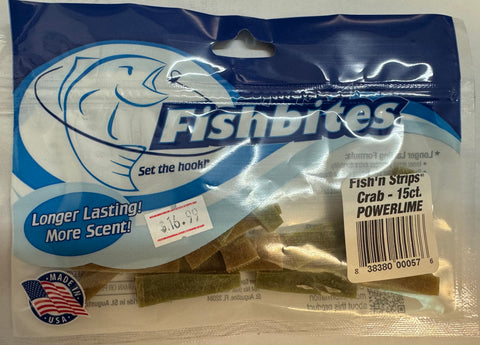 Fishbites
Set the hook!
Longer Lasting!
More Scent!
$16.99
Fish'n Strips®
Crab - 15ct.
POWERLIME
8 38380 00057 6
MADE IN
U.S.A.